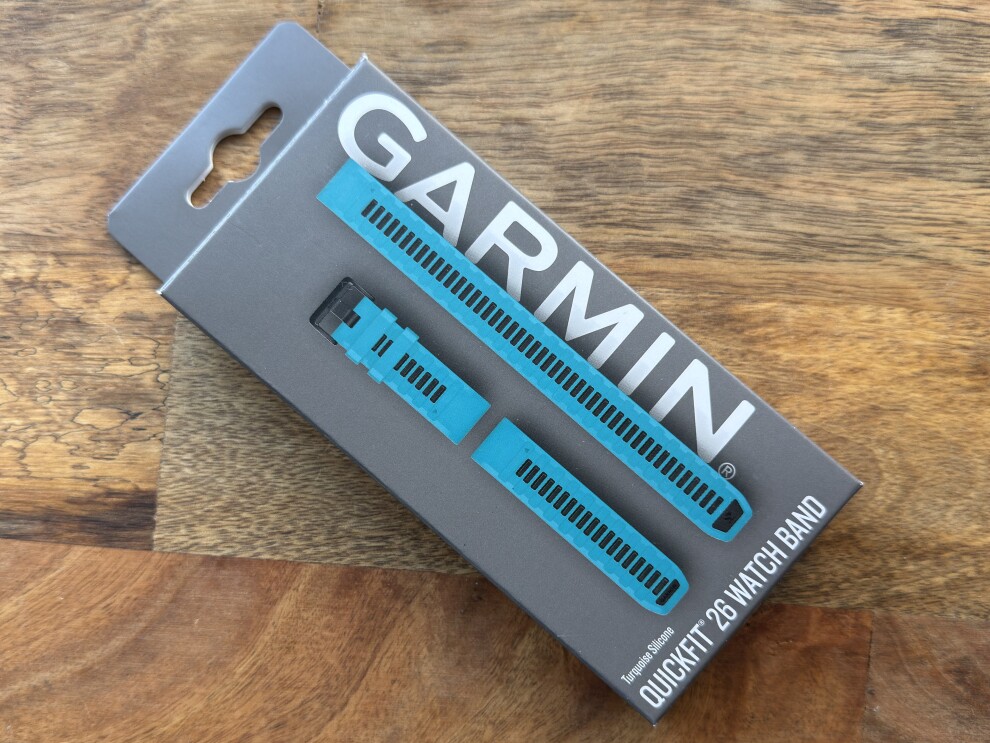 GARMIN®
Turquoise Silicone
QUICKFIT® 26 WATCH BAND